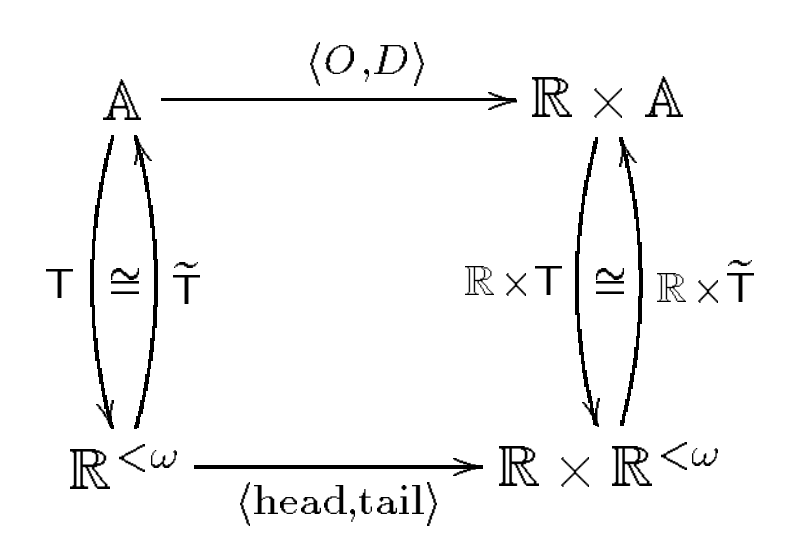 ⟨O,D⟩
𝔸 ℝ × 𝔸
T ≅ T̃ ℝ×T ≅ ℝ×T̃
ℝ^{<ω} ℝ × ℝ^{<ω}
⟨head,tail⟩